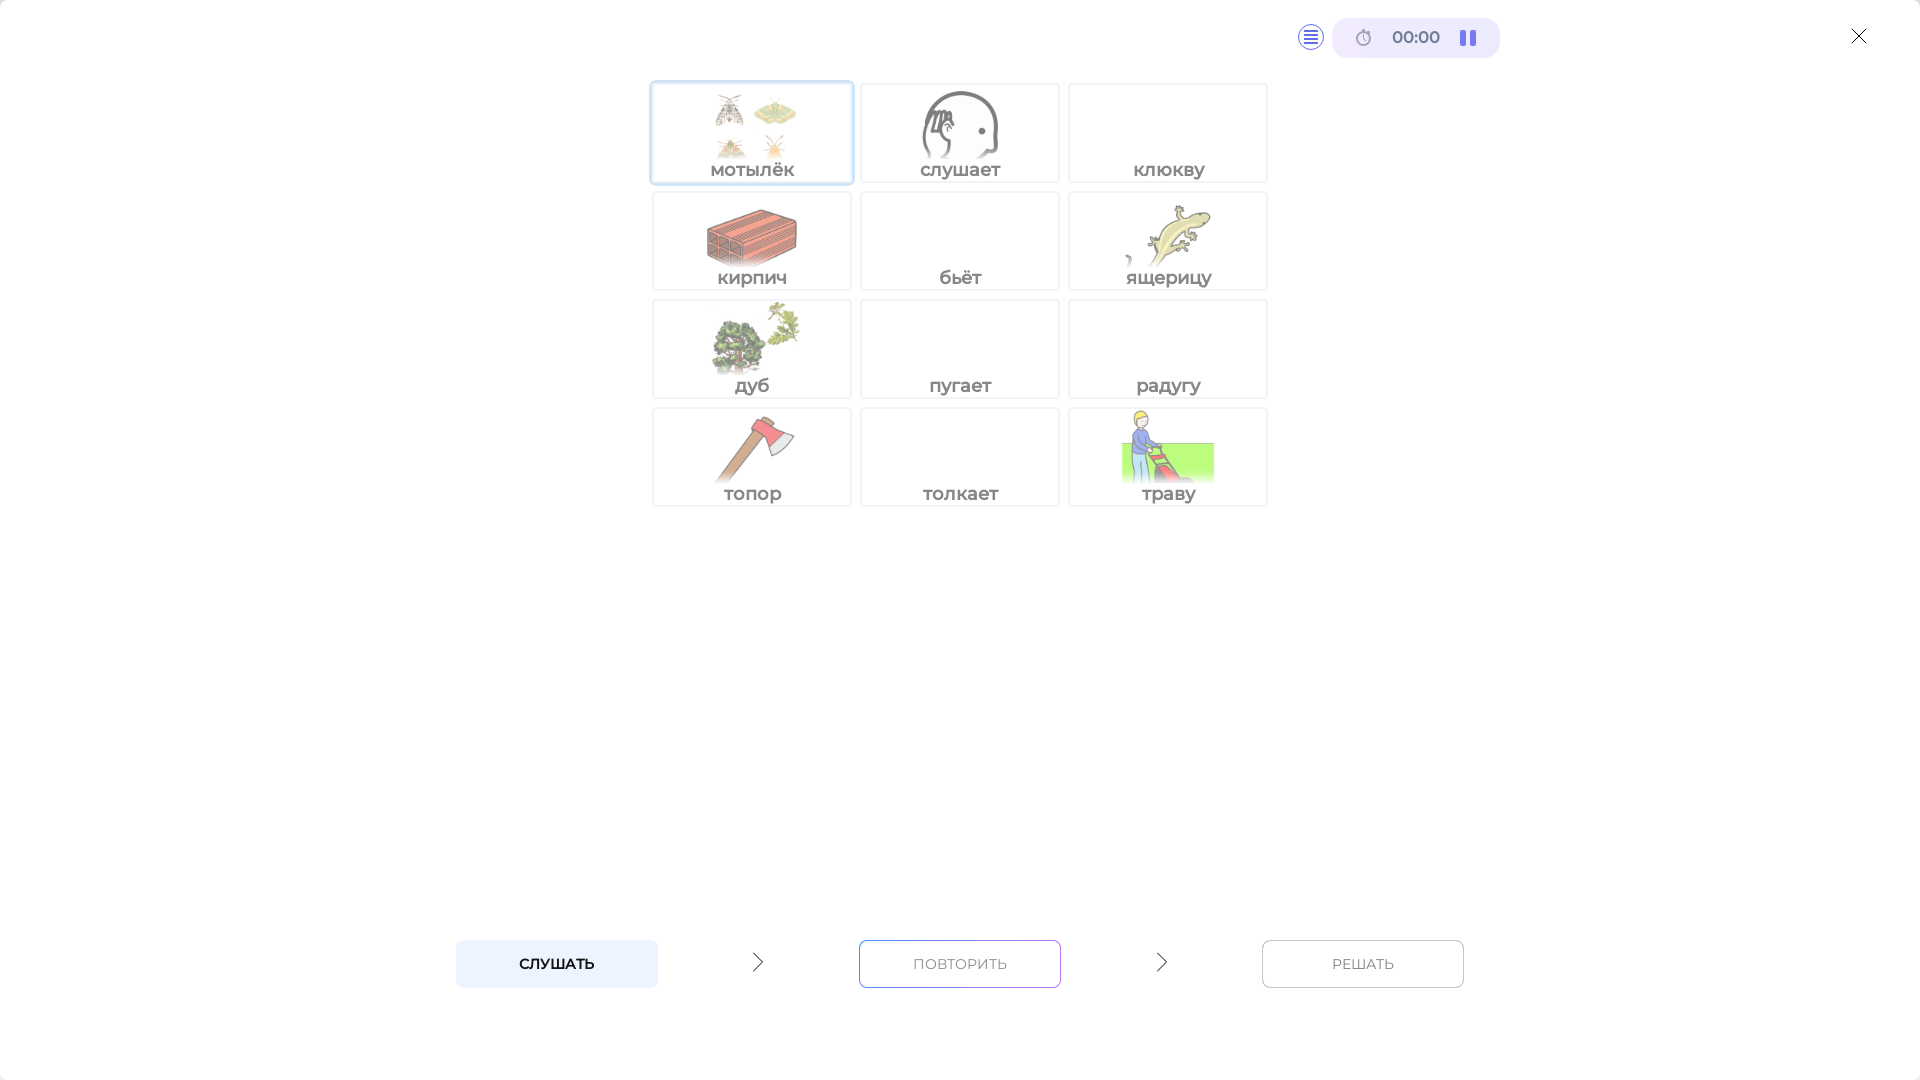 00:00
мотылёк
слушает
клюкву
кирпич
бьёт
ящерицу
дуб
пугает
радугу
топор
толкает
траву
СЛУШАТЬ
ПОВТОРИТЬ
РЕШАТЬ